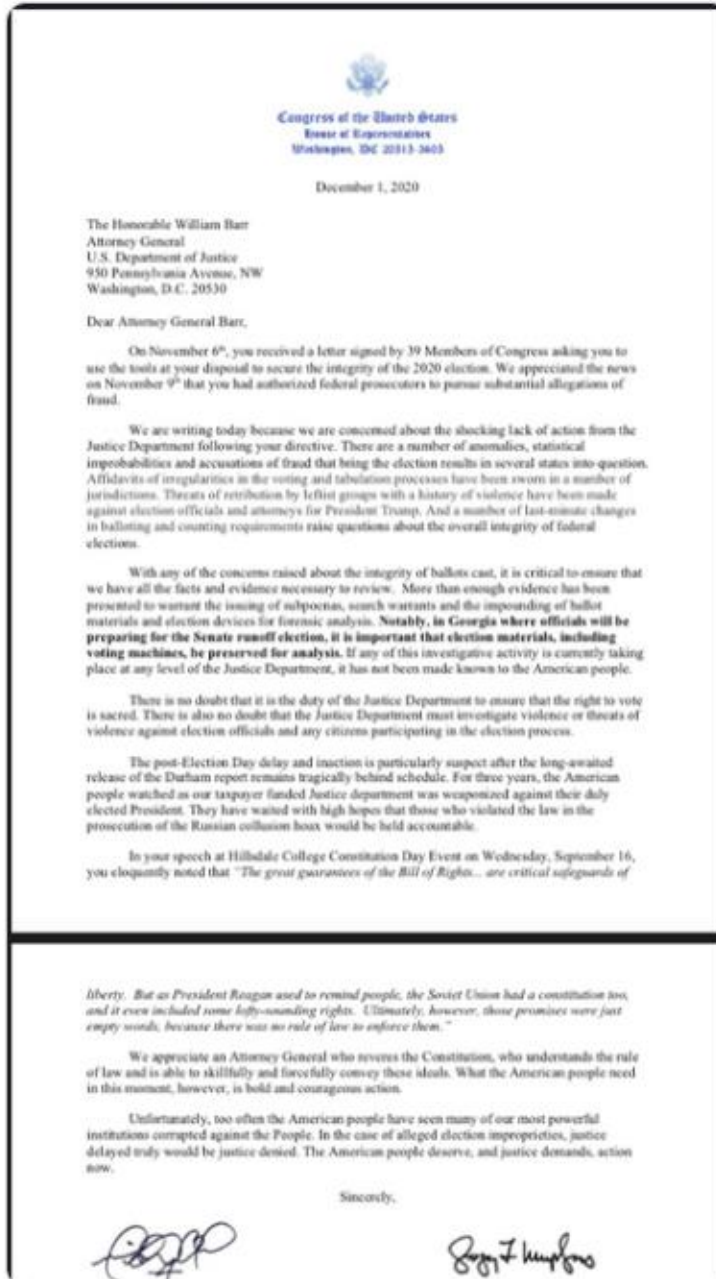 Congress of the United States
House of Representatives
Washington, DC 20515-3603
December 1, 2020
The Honorable William Barr
Attorney General
U.S. Department of Justice
950 Pennsylvania Avenue, NW
Washington, D.C. 20530
Dear Attorney General Barr,
On November 6th, you received a letter signed by 39 Members of Congress asking you to
use the tools at your disposal to secure the integrity of the 2020 election. We appreciated the news
on November 9th that you had authorized federal prosecutors to pursue substantial allegations of
fraud.
We are writing today because we are concerned about the shocking lack of action from the
Justice Department following your directive. There are a number of anomalies, statistical
improbabilities and accusations of fraud that bring the election results in several states into question.
Affidavits of irregularities in the voting and tabulation processes have been sworn in a number of
jurisdictions. Threats of retribution by leftist groups with a history of violence have been made
against election officials and attorneys for President Trump. And a number of last-minute changes
in balloting and counting requirements raise questions about the overall integrity of federal
elections.
With any of the concerns raised about the integrity of ballots cast, it is critical to ensure that
we have all the facts and evidence necessary to review. More than enough evidence has been
presented to warrant the issuing of subpoenas, search warrants and the impounding of ballot
materials and election devices for forensic analysis. Notably, in Georgia where officials will be
preparing for the Senate runoff election, it is important that election materials, including
voting machines, be preserved for analysis. If any of this investigative activity is currently taking
place at any level of the Justice Department, it has not been made known to the American people.
There is no doubt that it is the duty of the Justice Department to ensure that the right to vote
is sacred. There is also no doubt that the Justice Department must investigate violence or threats of
violence against election officials and any citizens participating in the election process.
The post-Election Day delay and inaction is particularly suspect after the long-awaited
release of the Durham report remains tragically behind schedule. For three years, the American
people watched as our taxpayer funded Justice department was weaponized against their duly
elected President. They have waited with high hopes that those who violated the law in the
prosecution of the Russian collusion hoax would be held accountable.
In your speech at Hillsdale College Constitution Day Event on Wednesday, September 16,
you eloquently noted that "The great guarantees of the Bill of Rights... are critical safeguards of
liberty. But as President Reagan used to remind people, the Soviet Union had a constitution too,
and it even included some lofty-sounding rights. Ultimately, however, those promises were just
empty words, because there was no rule of law to enforce them."
We appreciate an Attorney General who reveres the Constitution, who understands the rule
of law and is able to skillfully and forcefully convey these ideals. What the American people need
in this moment, however, is bold and courageous action.
Unfortunately, too often the American people have seen many of our most powerful
institutions corrupted against the People. In the case of alleged election improprieties, justice
delayed truly would be justice denied. The American people deserve, and justice demands, action
now.
Sincerely,